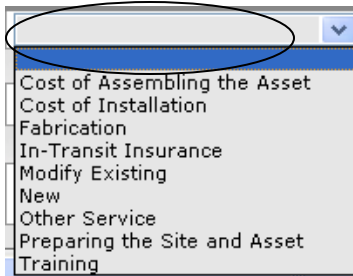 Cost of Assembling the Asset
Cost of Installation
Fabrication
In-Transit Insurance
Modify Existing
New
Other Service
Preparing the Site and Asset
Training